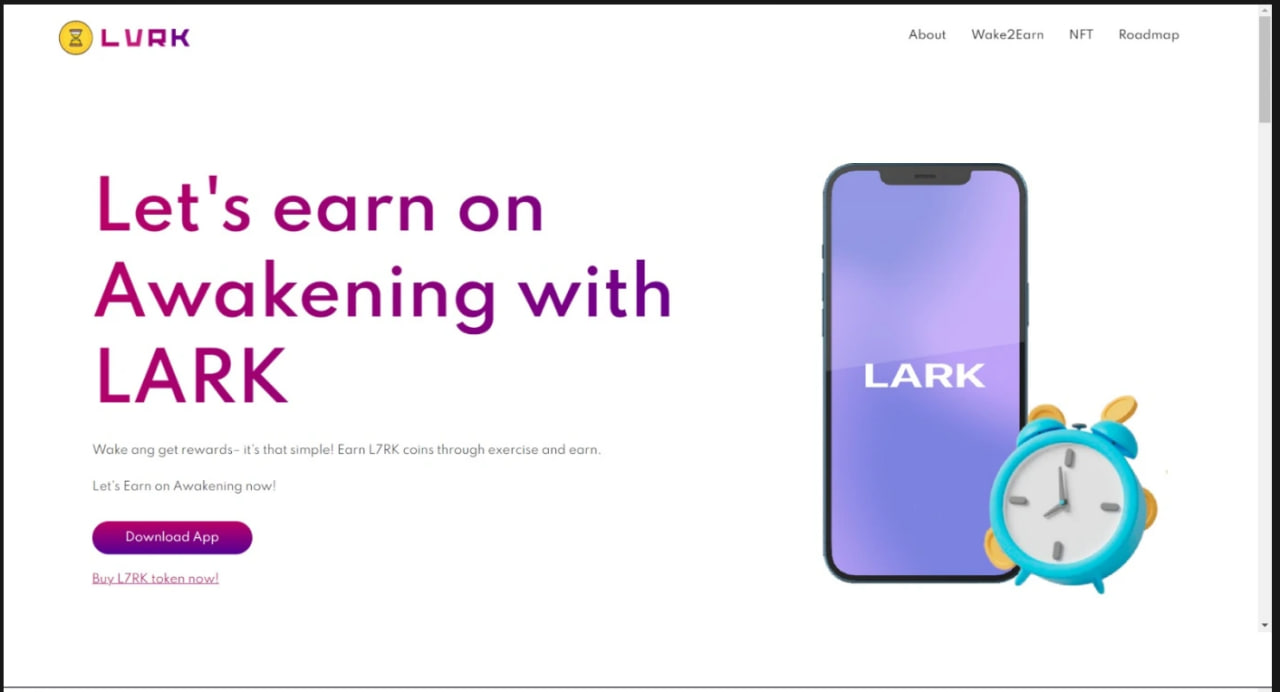 LVRK
About Wake2Earn NFT Roadmap
Let's earn on
Awakening with
LARK
Wake ang get rewards– it's that simple! Earn L7RK coins through exercise and earn.
Let's Earn on Awakening now!
Download App
Buy L7RK token now!
LARK